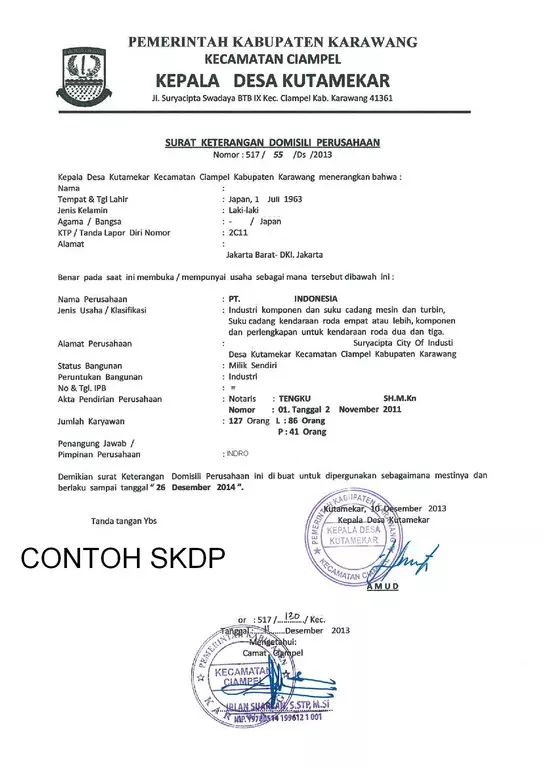 PEMERINTAH KABUPATEN KARAWANG
KECAMATAN CIAMPEL
KEPALA DESA KUTAMEKAR
Jl. Suryacipta Swadaya BTB IX Kec. Ciampel Kab. Karawang 41361
SURAT KETERANGAN DOMISILI PERUSAHAAN
Nomor : 517 / 55 /Ds /2013
Kepala Desa Kutamekar Kecamatan Ciampel Kabupaten Karawang menerangkan bahwa :
Nama :
Tempat & Tgl Lahir : Japan, 1 Juli 1963
Jenis Kelamin : Laki-laki
Agama / Bangsa : - / Japan
KTP / Tanda Lapor Diri Nomor : 2C11
Alamat :
Jakarta Barat- DKI. Jakarta
Benar pada saat ini membuka / mempunyai usaha sebagai mana tersebut dibawah ini :
Nama Perusahaan : PT. INDONESIA
Jenis Usaha / Klasifikasi : Industri komponen dan suku cadang mesin dan turbin,
Suku cadang kendaraan roda empat atau lebih, komponen
dan perlengkapan untuk kendaraan roda dua dan tiga.
Alamat Perusahaan : Suryacipta City Of Industi
Desa Kutamekar Kecamatan Ciampel Kabupaten Karawang
Status Bangunan : Milik Sendiri
Peruntukan Bangunan : Industri
No & Tgl. IPB : =
Akta Pendirian Perusahaan : Notaris : TENGKU SH.M.Kn
Nomor : 01. Tanggal 2 November 2011
Jumlah Karyawan : 127 Orang L : 86 Orang
P : 41 Orang
Penangung Jawab /
Pimpinan Perusahaan : INDRO
Demikian surat Keterangan Domisili Perusahaan ini di buat untuk dipergunakan sebagaimana mestinya dan
berlaku sampai tanggal " 26 Desember 2014 ".
Kutamekar, 10 Desember 2013
Tanda tangan Ybs Kepala Desa Kutamekar
PEMERINTAH KABUPATEN KARAWANG
KEPALA DESA
KUTAMEKAR
KECAMATAN
CONTOH SKDP
A M U D
or : 517 /..120../ Kec.
Tanggal : 11 Desember 2013
Mengetahui:
Camat Ciampel
KECAMATAN
CIAMPEL
S.STP, M.Si
199612 1 001